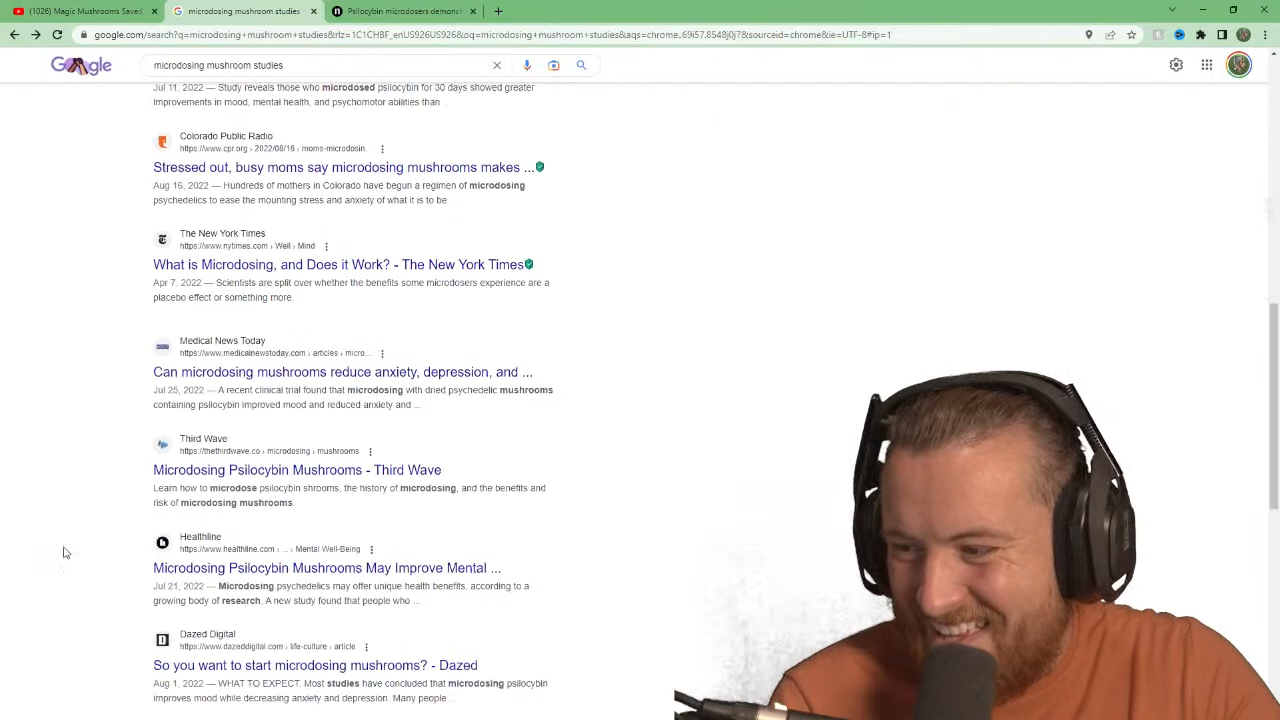 (1026) Magic Mushrooms Saved
microdosing mushroom studies
Psilocybin microdosers demonst
google.com/search?q=microdosing+mushroom+studies&rlz=1C1CHBF_enUS926US926&oq=microdosing+mushroom+studies&aqs=chrome..69i57.8548j0j7&sourceid=chrome&ie=UTF-8#ip=1
microdosing mushroom studies
Jul 11, 2022 — Study reveals those who microdosed psilocybin for 30 days showed greater
improvements in mood, mental health, and psychomotor abilities than
Colorado Public Radio
https://www.cpr.org › 2022/08/16 › moms-microdosin.
Stressed out, busy moms say microdosing mushrooms makes ...
Aug 16, 2022 — Hundreds of mothers in Colorado have begun a regimen of microdosing
psychedelics to ease the mounting stress and anxiety of what it is to be
The New York Times
https://www.nytimes.com › Well › Mind
What is Microdosing, and Does it Work? - The New York Times
Apr 7, 2022 — Scientists are split over whether the benefits some microdosers experience are a
placebo effect or something more.
Medical News Today
https://www.medicalnewstoday.com › articles › micro...
Can microdosing mushrooms reduce anxiety, depression, and ...
Jul 25, 2022 — A recent clinical trial found that microdosing with dried psychedelic mushrooms
containing psilocybin improved mood and reduced anxiety and ...
Third Wave
https://thethirdwave.co › microdosing › mushrooms
Microdosing Psilocybin Mushrooms - Third Wave
Learn how to microdose psilocybin shrooms, the history of microdosing, and the benefits and
risk of microdosing mushrooms.
Healthline
https://www.healthline.com › ... › Mental Well-Being
Microdosing Psilocybin Mushrooms May Improve Mental ...
Jul 21, 2022 — Microdosing psychedelics may offer unique health benefits, according to a
growing body of research. A new study found that people who ...
Dazed Digital
https://www.dazeddigital.com › life-culture › article
So you want to start microdosing mushrooms? - Dazed
Aug 1, 2022 — WHAT TO EXPECT. Most studies have concluded that microdosing psilocybin
improves mood while decreasing anxiety and depression. Many people